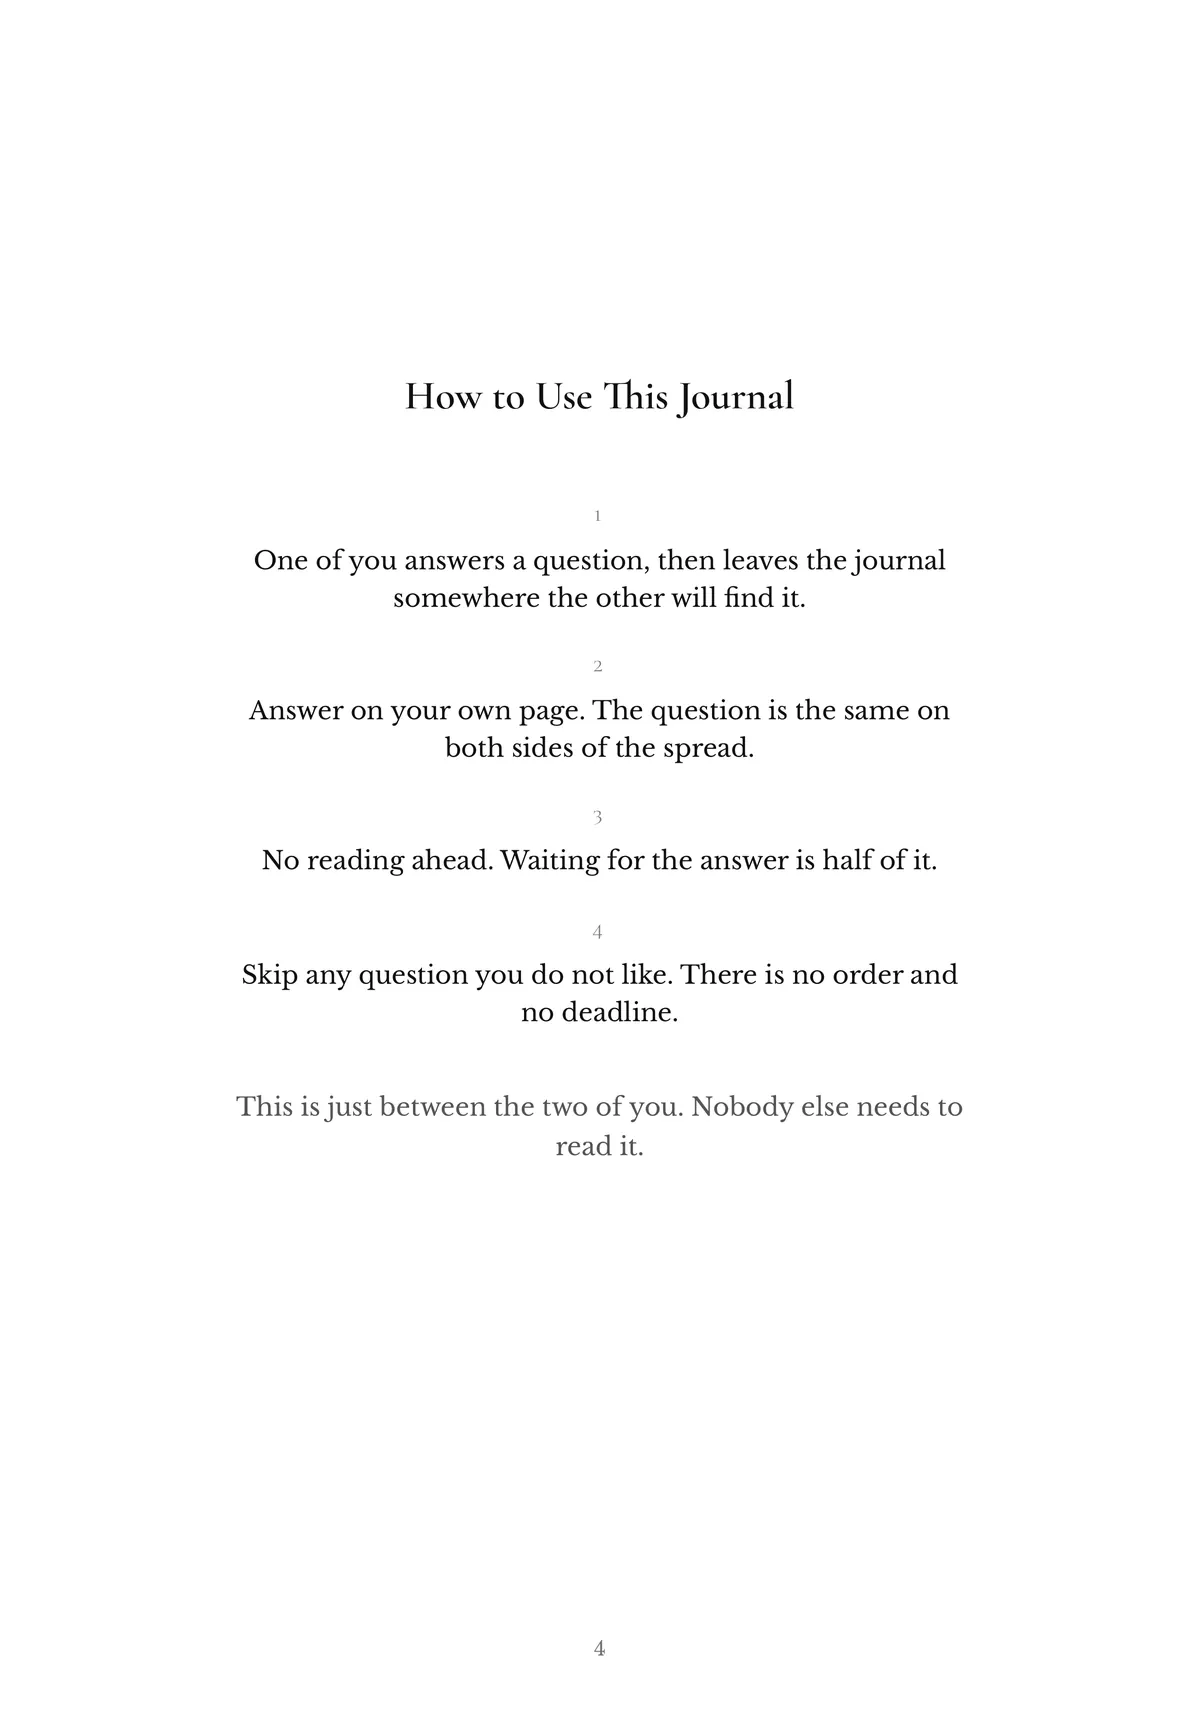 How to Use This Journal
1
One of you answers a question, then leaves the journal
somewhere the other will find it.
2
Answer on your own page. The question is the same on
both sides of the spread.
3
No reading ahead. Waiting for the answer is half of it.
4
Skip any question you do not like. There is no order and
no deadline.
This is just between the two of you. Nobody else needs to
read it.
4